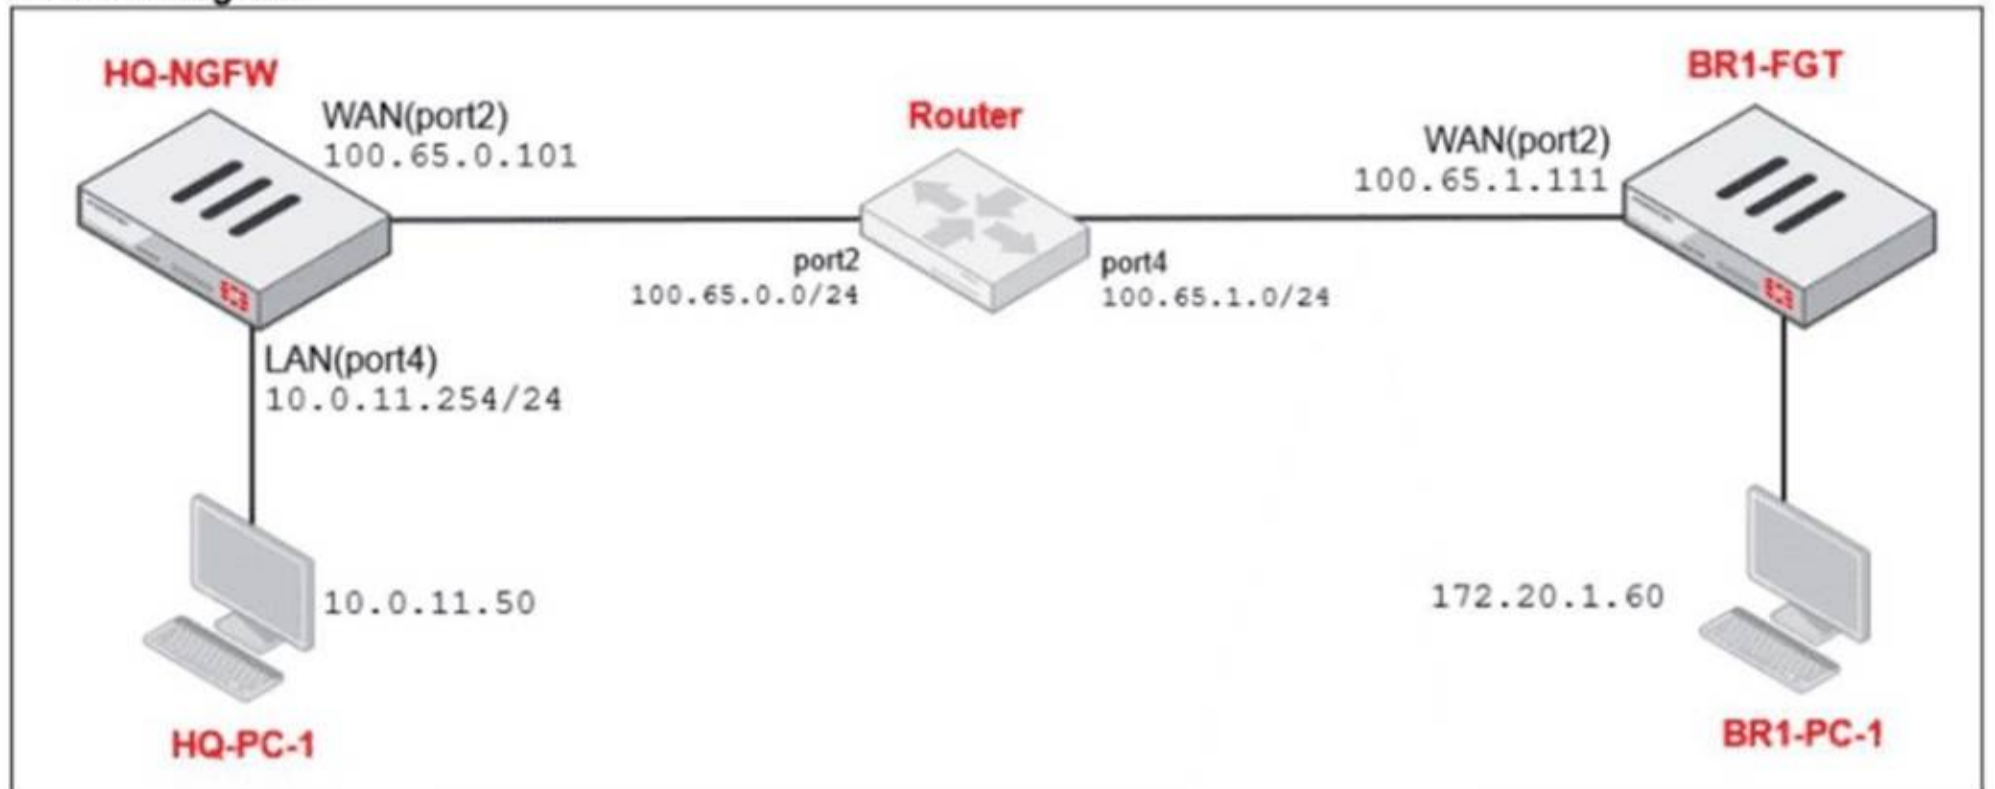 HQ-NGFW
WAN(port2)
100.65.0.101
Router
BR1-FGT
WAN(port2)
100.65.1.111
port2
100.65.0.0/24
port4
100.65.1.0/24
LAN(port4)
10.0.11.254/24
10.0.11.50
172.20.1.60
HQ-PC-1
BR1-PC-1